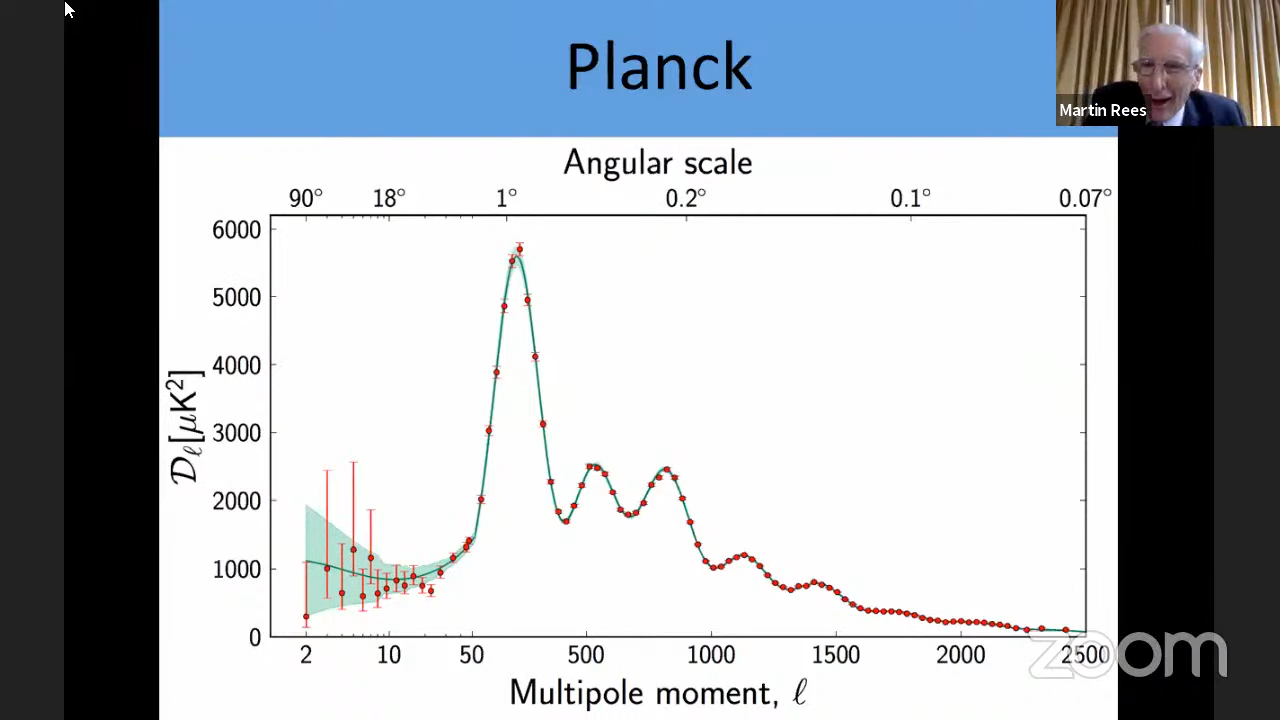 Planck
Martin Rees
Angular scale
90° 18° 1° 0.2° 0.1° 0.07°
6000
5000
4000
3000
2000
1000
0
𝒟ℓ[μK²]
2 10 50 500 1000 1500 2000 2500
Multipole moment, ℓ
zoom